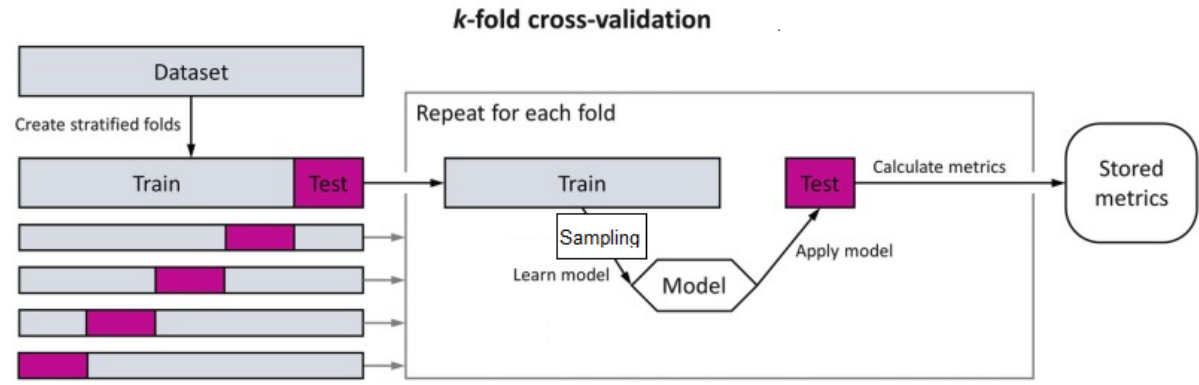 k-fold cross-validation
Dataset
Create stratified folds
Train
Test
Repeat for each fold
Train
Test
Calculate metrics
Stored
metrics
Sampling
Learn model
Model
Apply model